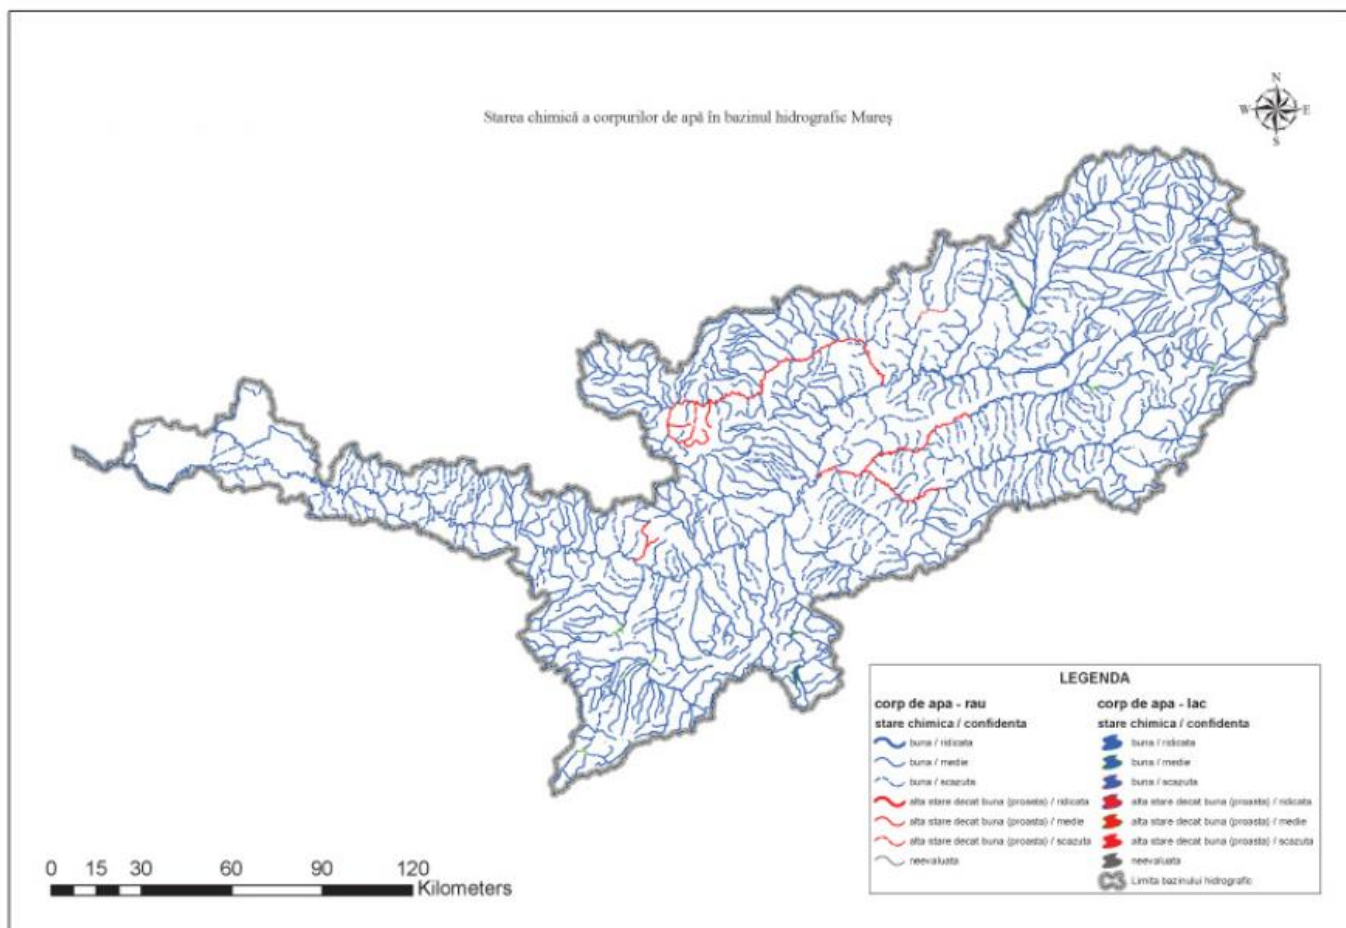 Starea chimică a corpurilor de apă în bazinul hidrografic Mureș
N
W E
S
LEGENDA
corp de apa - rau
stare chimica / confidenta
buna / ridicata
buna / medie
buna / scazuta
alta stare decat buna (proasta) / ridicata
alta stare decat buna (proasta) / medie
alta stare decat buna (proasta) / scazuta
neevaluata
corp de apa - lac
stare chimica / confidenta
buna / ridicata
buna / medie
buna / scazuta
alta stare decat buna (proasta) / ridicata
alta stare decat buna (proasta) / medie
alta stare decat buna (proasta) / scazuta
neevaluata
Limita bazinului hidrografic
0 15 30 60 90 120
Kilometers